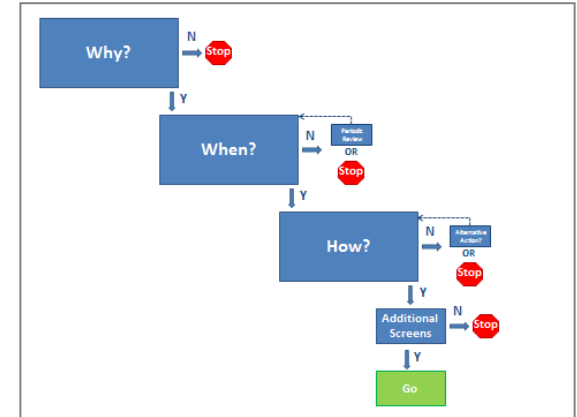 Why?
N
Stop
Y
When?
N
Periodic
Review
OR
Stop
Y
How?
N
Alternative
Action?
OR
Stop
Y
Additional
Screens
N
Stop
Y
Go